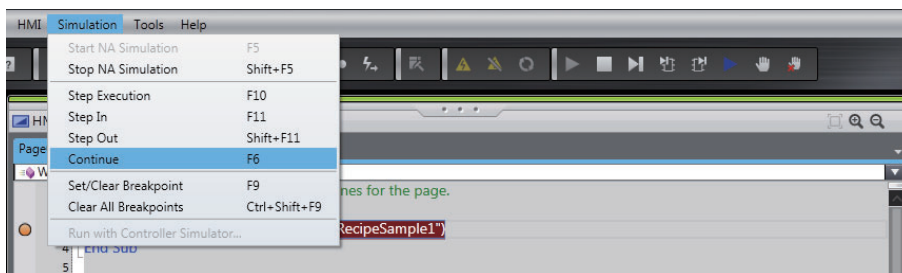 HMI Simulation Tools Help
Start NA Simulation F5
Stop NA Simulation Shift+F5
Step Execution F10
Step In F11
Step Out Shift+F11
Continue F6
Set/Clear Breakpoint F9
Clear All Breakpoints Ctrl+Shift+F9
Run with Controller Simulator...
HM
Page
W
nes for the page.
RecipeSample1")
4 End Sub
5